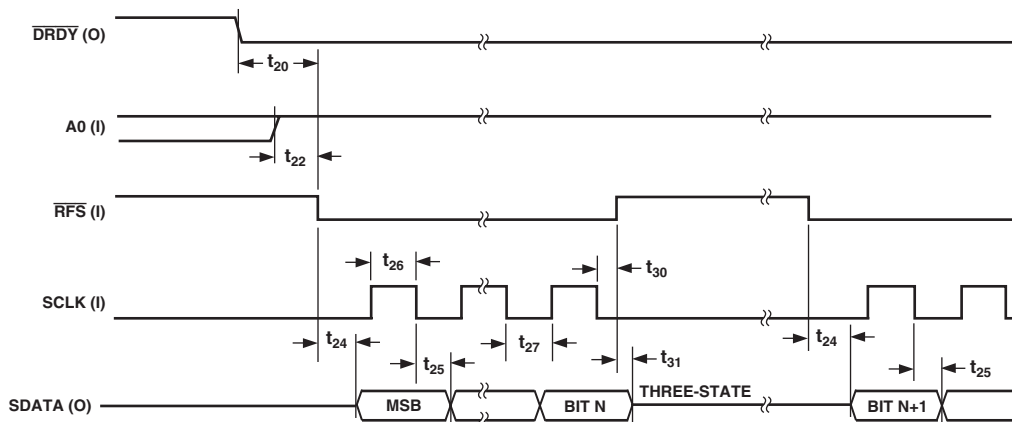 DRDY (O)
t20
A0 (I)
t22
RFS (I)
t26
t30
SCLK (I)
t24
t25
t27
t31
t24
t25
THREE-STATE
SDATA (O)
MSB
BIT N
BIT N+1